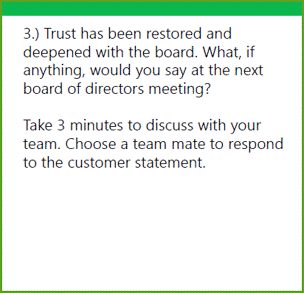 3.) Trust has been restored and
deepened with the board. What, if
anything, would you say at the next
board of directors meeting?
Take 3 minutes to discuss with your
team. Choose a team mate to respond
to the customer statement.